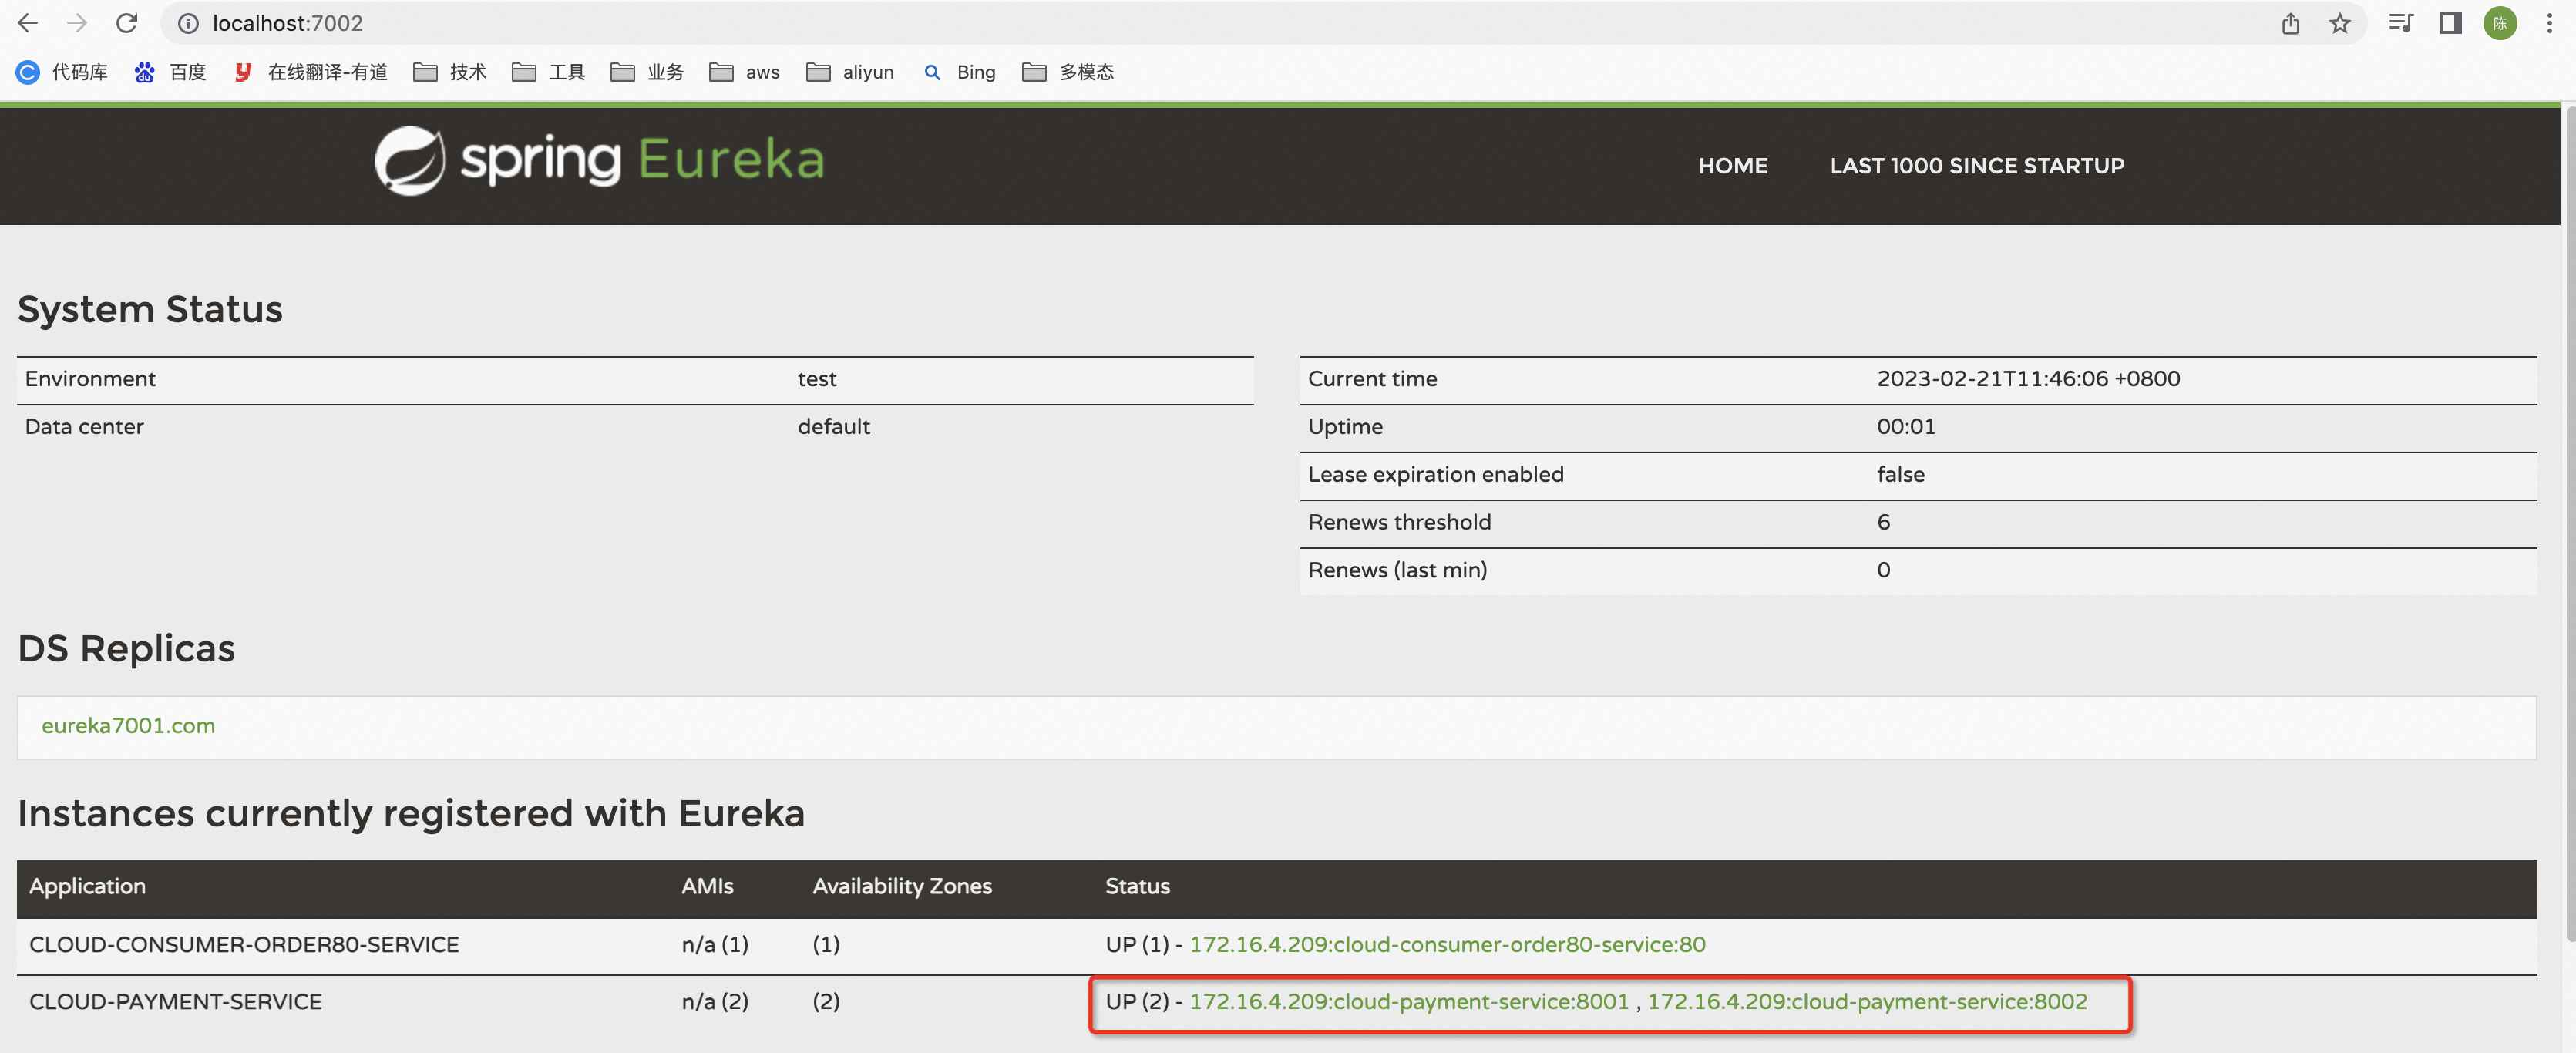 localhost:7002
陈
代码库 百度 在线翻译-有道 技术 工具 业务 aws aliyun Bing 多模态
spring Eureka
HOME LAST 1000 SINCE STARTUP
System Status
Environment test
Data center default
Current time 2023-02-21T11:46:06 +0800
Uptime 00:01
Lease expiration enabled false
Renews threshold 6
Renews (last min) 0
DS Replicas
eureka7001.com
Instances currently registered with Eureka
Application AMIs Availability Zones Status
CLOUD-CONSUMER-ORDER80-SERVICE n/a (1) (1) UP (1) - 172.16.4.209:cloud-consumer-order80-service:80
CLOUD-PAYMENT-SERVICE n/a (2) (2) UP (2) - 172.16.4.209:cloud-payment-service:8001 , 172.16.4.209:cloud-payment-service:8002